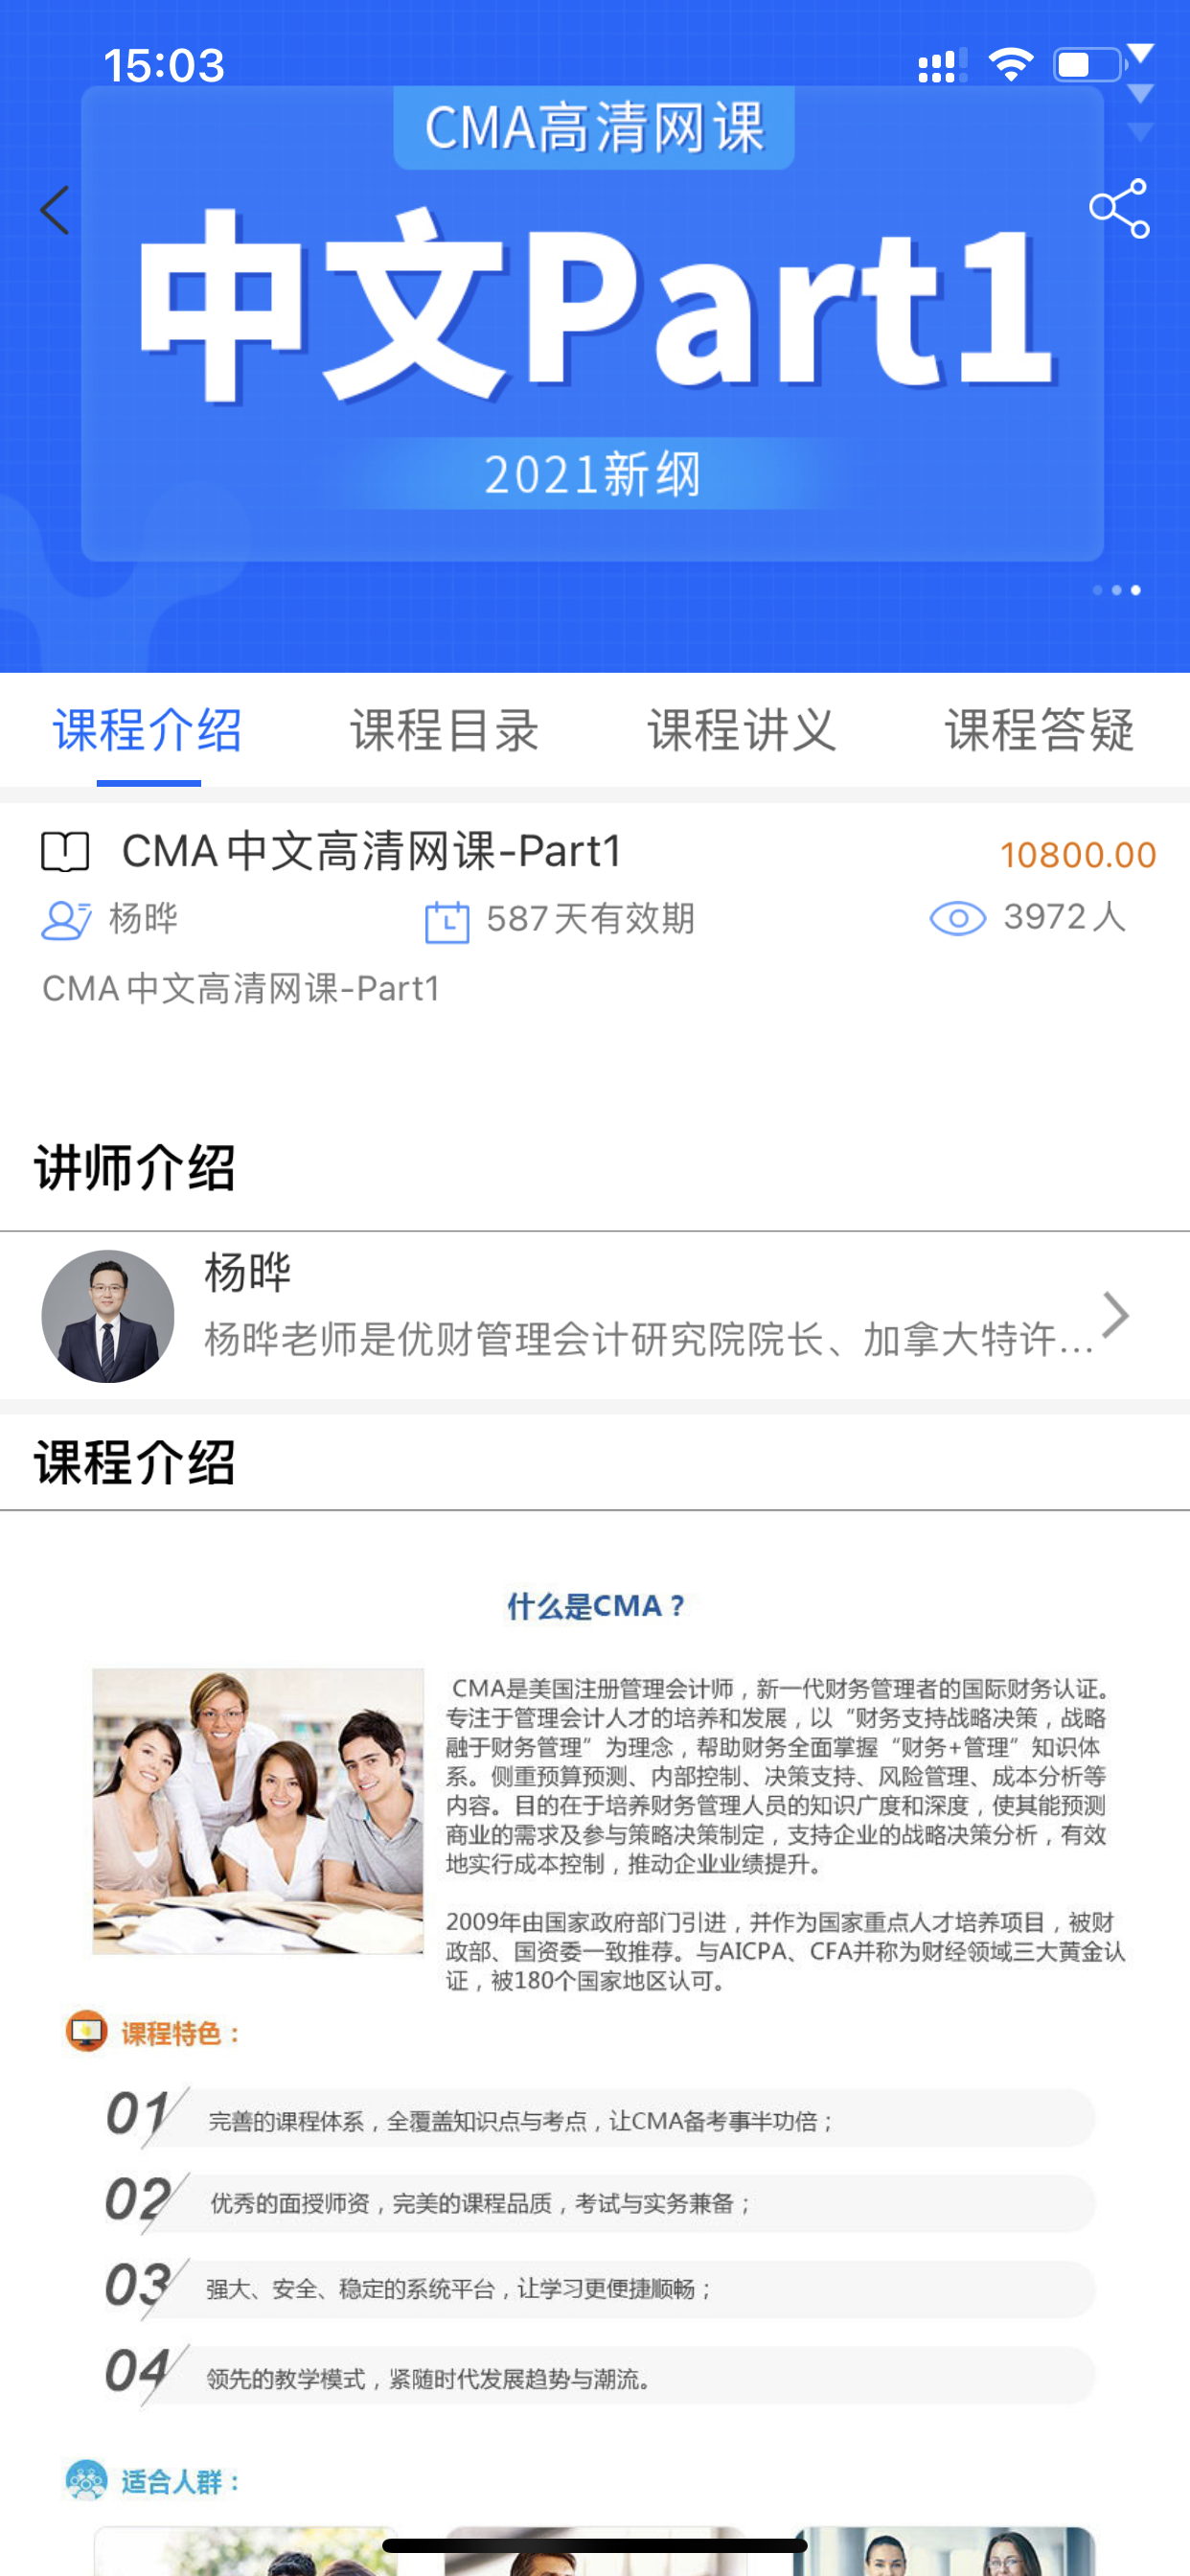 15:03
CMA高清网课
中文Part1
2021新纲
课程介绍 课程目录 课程讲义 课程答疑
CMA中文高清网课-Part1 10800.00
杨晔 587天有效期 3972人
CMA中文高清网课-Part1
讲师介绍
杨晔
杨晔老师是优财管理会计研究院院长、加拿大特许...
课程介绍
什么是CMA？
CMA是美国注册管理会计师，新一代财务管理者的国际财务认证。
专注于管理会计人才的培养和发展，以“财务支持战略决策，战略
融于财务管理”为理念，帮助财务全面掌握“财务+管理”知识体
系。侧重预算预测、内部控制、决策支持、风险管理、成本分析等
内容。目的在于培养财务管理人员的知识广度和深度，使其能预测
商业的需求及参与策略决策制定，支持企业的战略决策分析，有效
地实行成本控制，推动企业业绩提升。
2009年由国家政府部门引进，并作为国家重点人才培养项目，被财
政部、国资委一致推荐。与AICPA、CFA并称为财经领域三大黄金认
证，被180个国家地区认可。
课程特色：
01 完善的课程体系，全覆盖知识点与考点，让CMA备考事半功倍；
02 优秀的面授师资，完美的课程品质，考试与实务兼备；
03 强大、安全、稳定的系统平台，让学习更便捷顺畅；
04 领先的教学模式，紧随时代发展趋势与潮流。
适合人群：